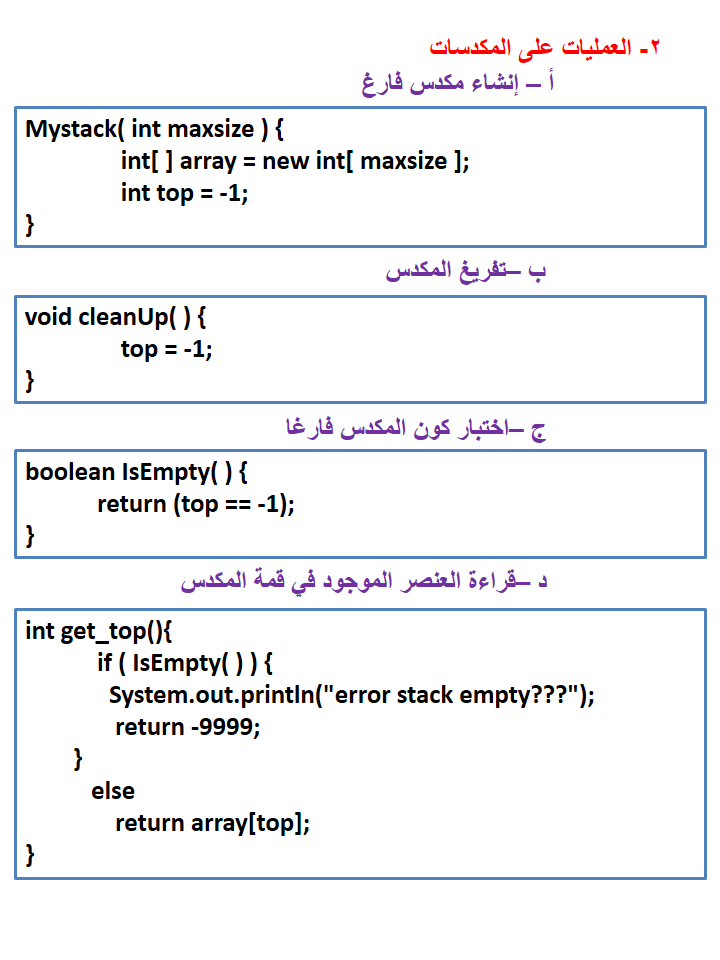 ٢- العمليات على المكدسات
أ – إنشاء مكدس فارغ
Mystack( int maxsize ) {
int[ ] array = new int[ maxsize ];
int top = -1;
}
ب –تفريغ المكدس
void cleanUp( ) {
top = -1;
}
ج –اختبار كون المكدس فارغا
boolean IsEmpty( ) {
return (top == -1);
}
د –قراءة العنصر الموجود في قمة المكدس
int get_top(){
if ( IsEmpty( ) ) {
System.out.println("error stack empty???");
return -9999;
}
else
return array[top];
}